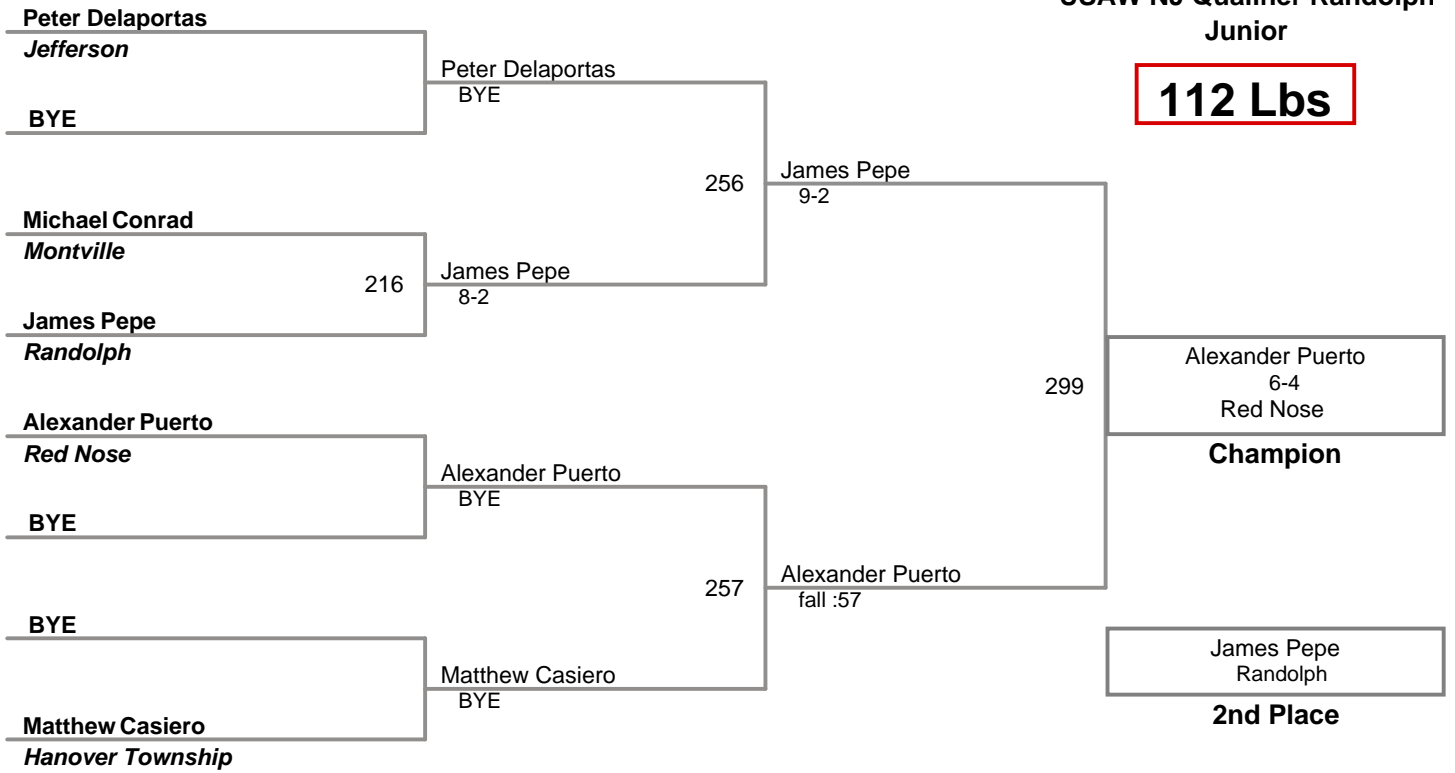 Junior
112 Lbs
Peter Delaportas
Jefferson
Peter Delaportas
BYE
BYE
256
James Pepe
9-2
Michael Conrad
Montville
216
James Pepe
8-2
James Pepe
Randolph
299
Alexander Puerto
6-4
Red Nose
Champion
Alexander Puerto
Red Nose
Alexander Puerto
BYE
BYE
257
Alexander Puerto
fall :57
BYE
Matthew Casiero
BYE
Matthew Casiero
Hanover Township
James Pepe
Randolph
2nd Place